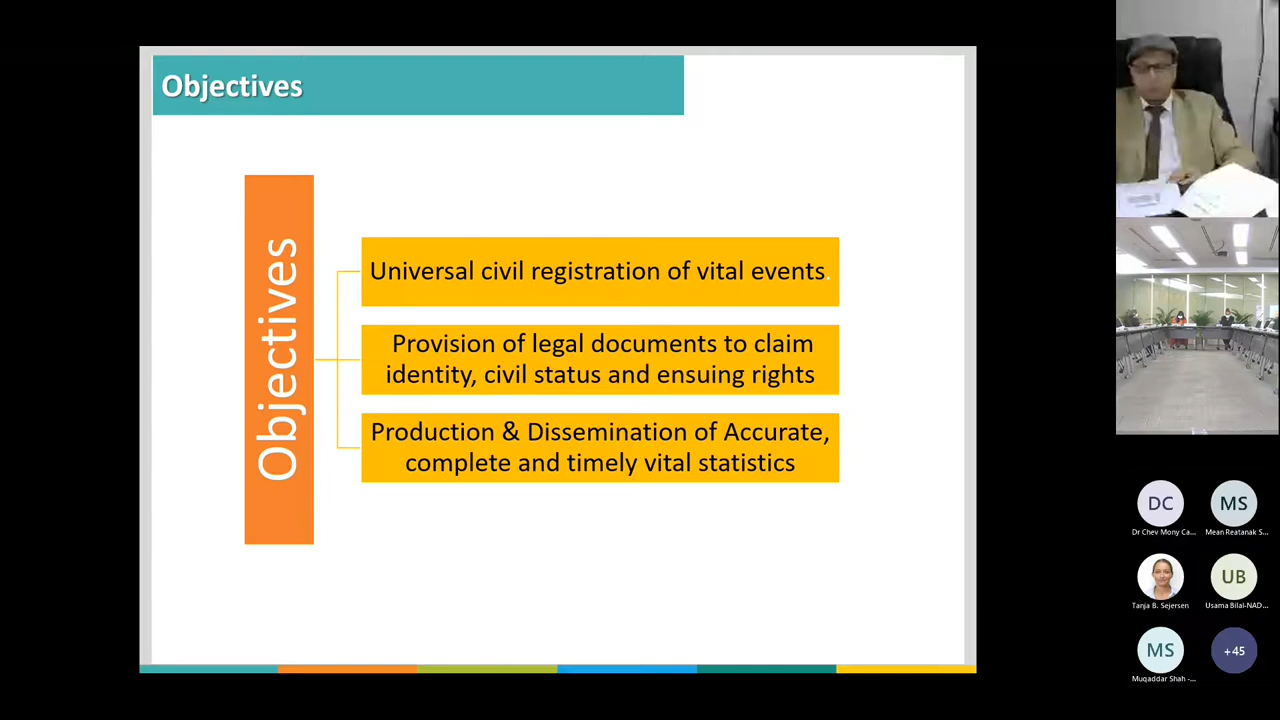 Objectives
Objectives
Universal civil registration of vital events.
Provision of legal documents to claim
identity, civil status and ensuing rights
Production & Dissemination of Accurate,
complete and timely vital statistics
DC
MS
Dr Chev Mony Ca...
Mean Reatanak S...
UB
Tanja B. Sejersen
Usama Bilal-NAD...
MS
+45
Muqaddar Shah -...